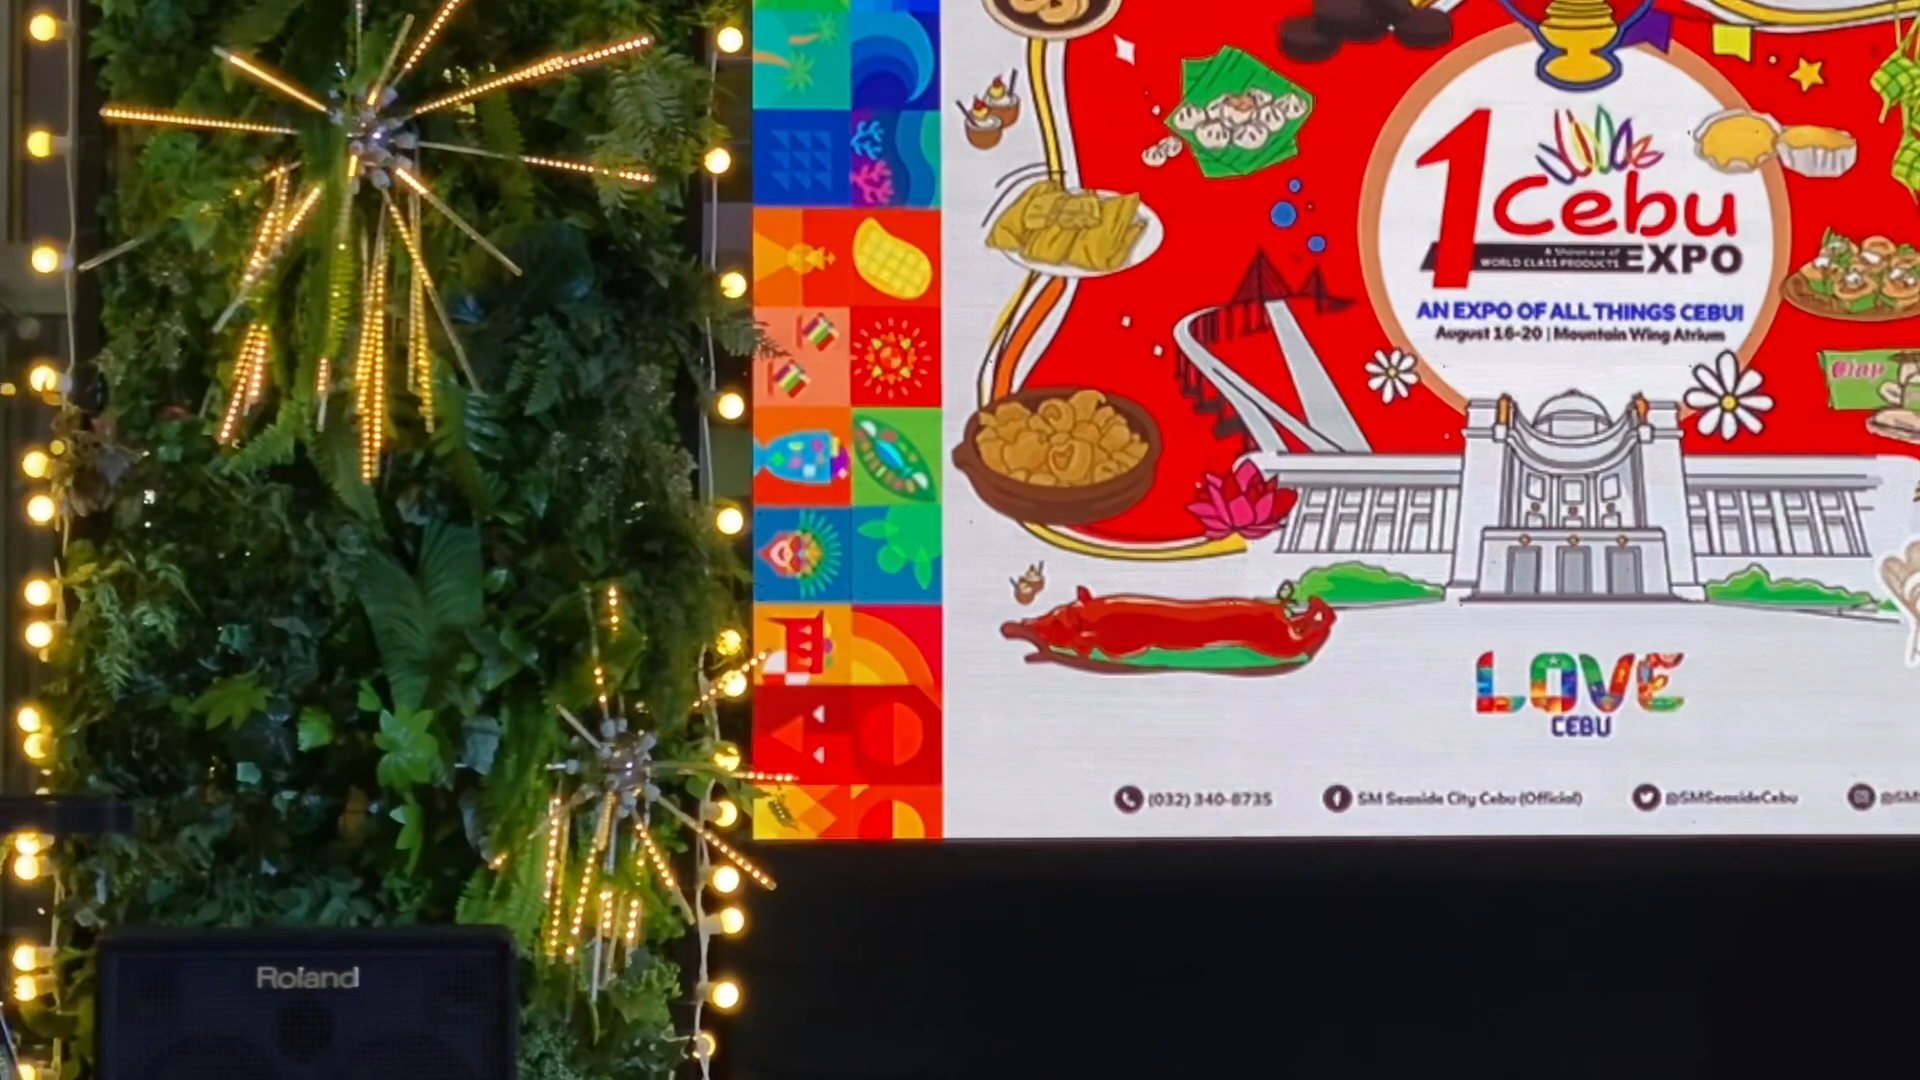 1
Cebu
A Showcase of
WORLD CLASS PRODUCTS
EXPO
AN EXPO OF ALL THINGS CEBU!
August 16-20 | Mountain Wing Atrium
LOVE
CEBU
(032) 340-8735
SM Seaside City Cebu (Official)
@SMSeasideCebu
@SM
Roland